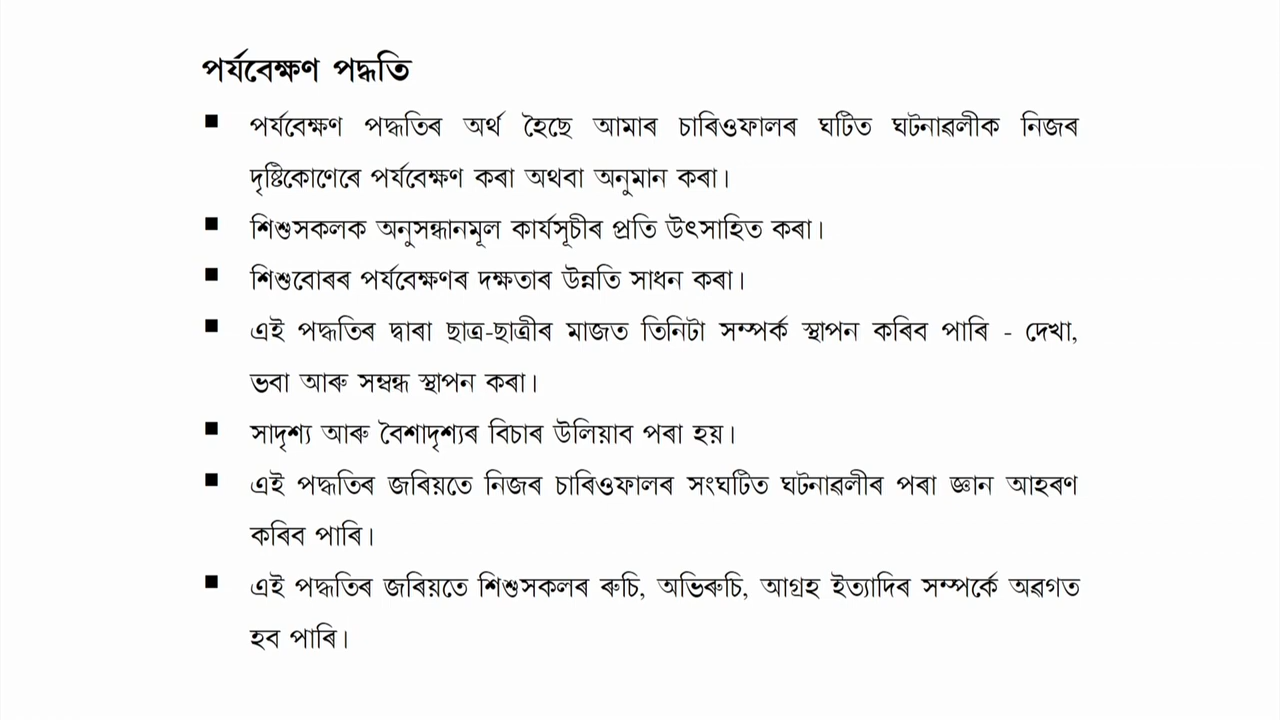 পৰ্যবেক্ষণ পদ্ধতি
▪ পৰ্যবেক্ষণ পদ্ধতিৰ অৰ্থ হৈছে আমাৰ চাৰিওফালৰ ঘটিত ঘটনাৱলীক নিজৰ
দৃষ্টিকোণেৰে পৰ্যবেক্ষণ কৰা অথবা অনুমান কৰা।
▪ শিশুসকলক অনুসন্ধানমূল কাৰ্যসূচীৰ প্ৰতি উৎসাহিত কৰা।
▪ শিশুবোৰৰ পৰ্যবেক্ষণৰ দক্ষতাৰ উন্নতি সাধন কৰা।
▪ এই পদ্ধতিৰ দ্বাৰা ছাত্ৰ-ছাত্ৰীৰ মাজত তিনিটা সম্পৰ্ক স্থাপন কৰিব পাৰি - দেখা,
ভবা আৰু সম্বন্ধ স্থাপন কৰা।
▪ সাদৃশ্য আৰু বৈশাদৃশ্যৰ বিচাৰ উলিয়াব পৰা হয়।
▪ এই পদ্ধতিৰ জৰিয়তে নিজৰ চাৰিওফালৰ সংঘটিত ঘটনাৱলীৰ পৰা জ্ঞান আহৰণ
কৰিব পাৰি।
▪ এই পদ্ধতিৰ জৰিয়তে শিশুসকলৰ ৰুচি, অভিৰুচি, আগ্ৰহ ইত্যাদিৰ সম্পৰ্কে অৱগত
হব পাৰি।